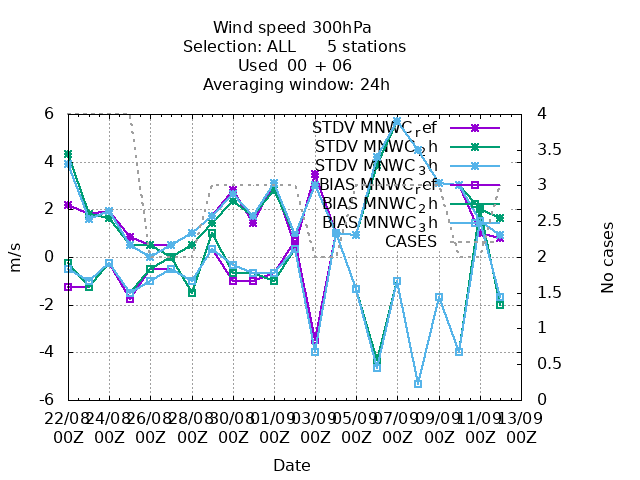 Wind speed 300hPa
Selection: ALL 5 stations
Used 00 + 06
Averaging window: 24h
6
4
2
0
-2
-4
-6
m/s
4
3.5
3
2.5
2
1.5
1
0.5
0
No cases
STDV MNWC_ref
STDV MNWC_2h
STDV MNWC_3h
BIAS MNWC_ref
BIAS MNWC_2h
BIAS MNWC_3h
CASES
22/08 24/08 26/08 28/08 30/08 01/09 03/09 05/09 07/09 09/09 11/09 13/09
00Z 00Z 00Z 00Z 00Z 00Z 00Z 00Z 00Z 00Z 00Z 00Z
Date